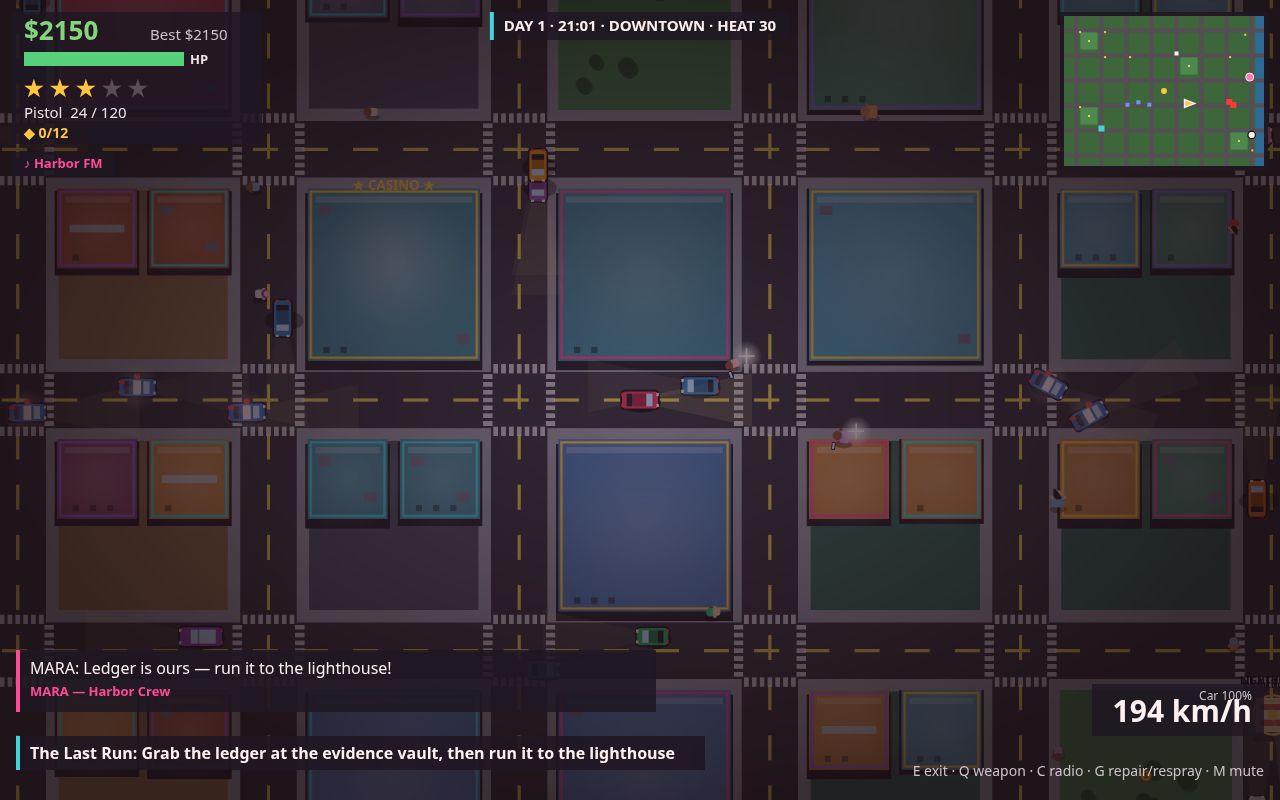 $2150 Best $2150
HP
Pistol 24 / 120
◆ 0/12
♪ Harbor FM
DAY 1 · 21:01 · DOWNTOWN · HEAT 30
★ CASINO ★
MARA: Ledger is ours — run it to the lighthouse!
MARA — Harbor Crew
The Last Run: Grab the ledger at the evidence vault, then run it to the lighthouse
Car 100%
194 km/h
E exit · Q weapon · C radio · G repair/respray · M mute